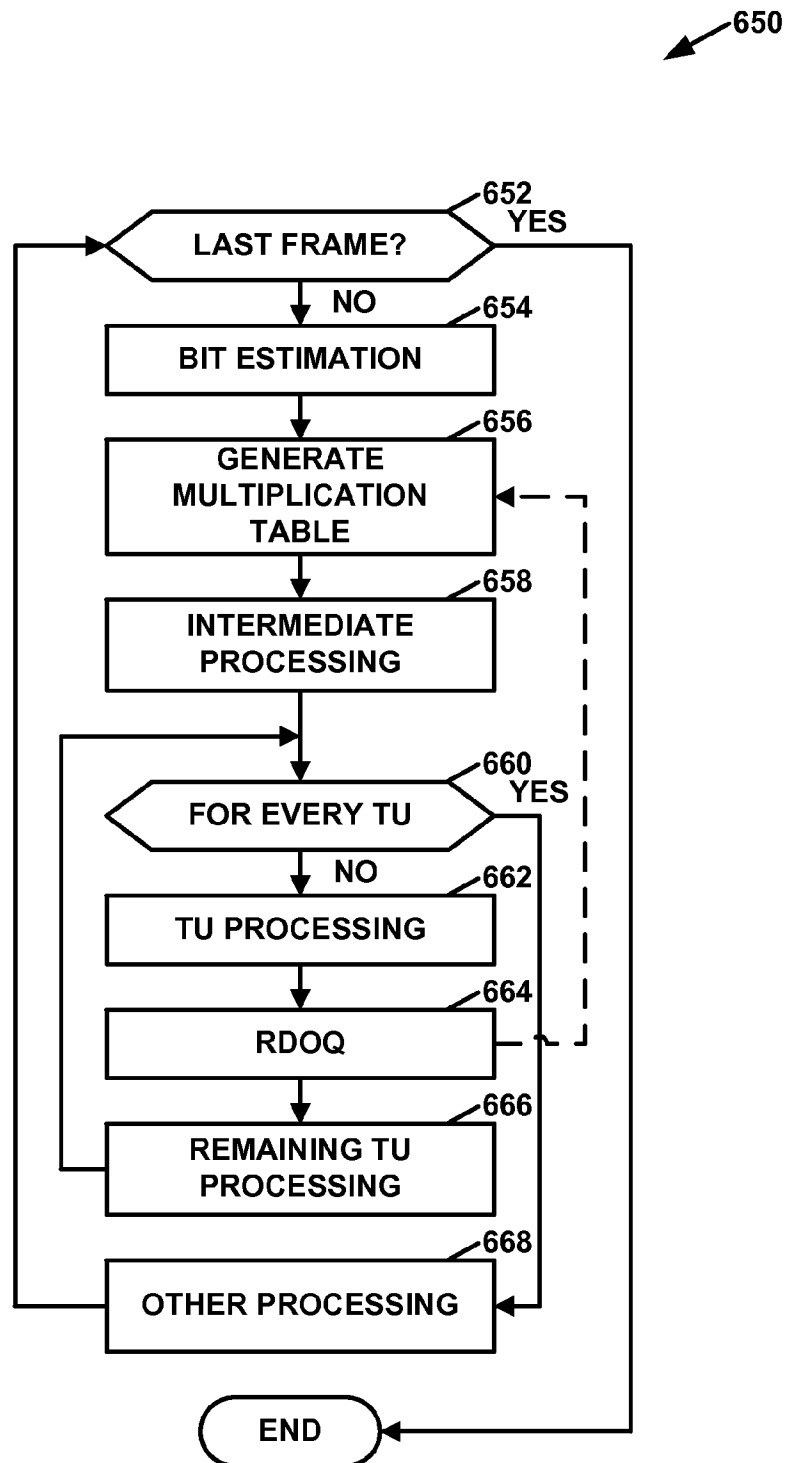 650
652
LAST FRAME?
YES
NO
654
BIT ESTIMATION
656
GENERATE
MULTIPLICATION
TABLE
658
INTERMEDIATE
PROCESSING
660
FOR EVERY TU
YES
NO
662
TU PROCESSING
664
RDOQ
666
REMAINING TU
PROCESSING
668
OTHER PROCESSING
END